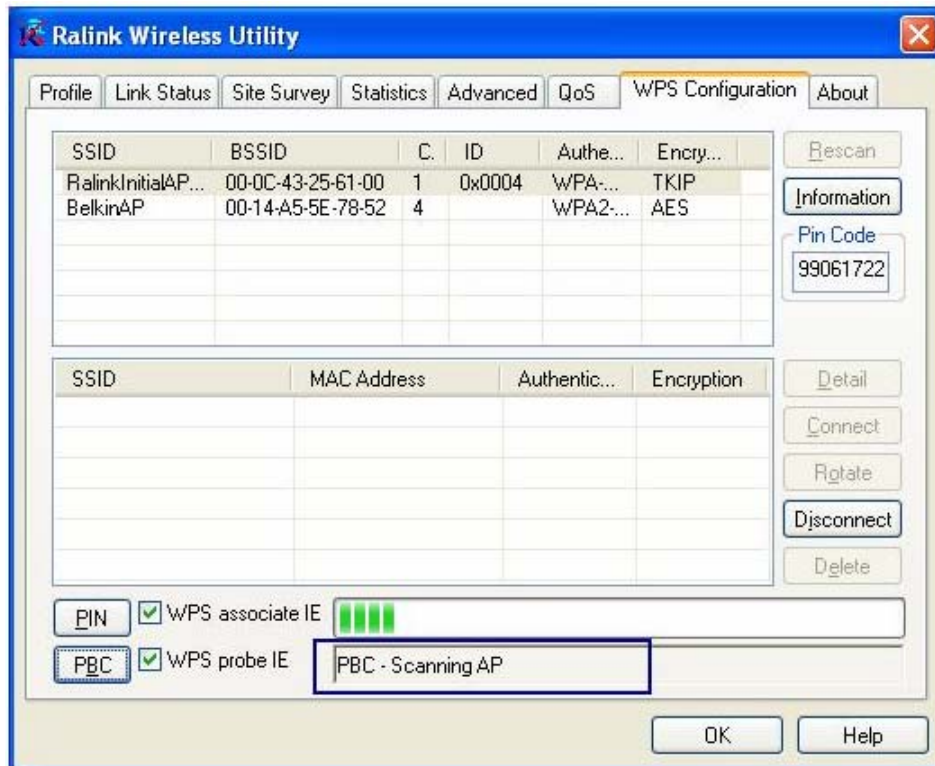 Ralink Wireless Utility
Profile Link Status Site Survey Statistics Advanced QoS WPS Configuration About
SSID BSSID C. ID Authe... Encry...
RalinkInitialAP... 00-0C-43-25-61-00 1 0x0004 WPA-... TKIP
BelkinAP 00-14-A5-5E-78-52 4 WPA2-... AES
Rescan
Information
Pin Code
99061722
SSID MAC Address Authentic... Encryption
Detail
Connect
Rotate
Disconnect
Delete
PIN WPS associate IE
PBC WPS probe IE PBC - Scanning AP
OK Help